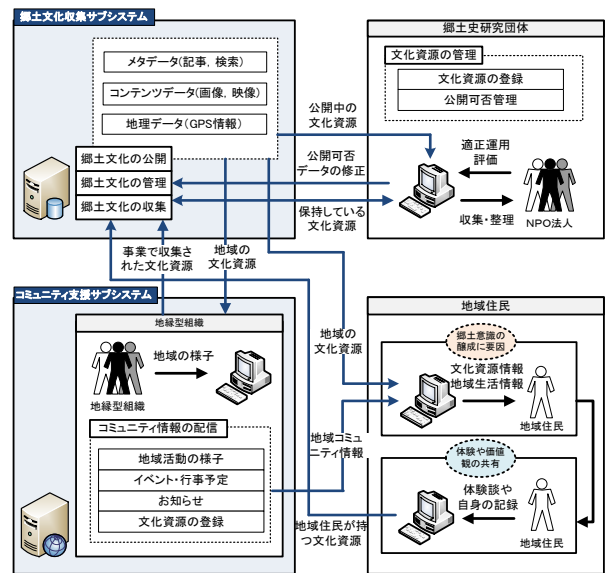 郷土文化収集サブシステム
メタデータ(記事, 検索)
コンテンツデータ(画像, 映像)
地理データ(GPS情報)
郷土文化の公開
郷土文化の管理
郷土文化の収集
公開中の
文化資源
公開可否
データの修正
保持している
文化資源
郷土史研究団体
文化資源の管理
文化資源の登録
公開可否管理
適正運用
評価
収集・整理
NPO法人
事業で収集さ
れた文化資源
地域の
文化資源
コミュニティ支援サブシステム
地縁型組織
地域の様子
地縁型組織
コミュニティ情報の配信
地域活動の様子
イベント・行事予定
お知らせ
文化資源の登録
地域の
文化資源
地域コミュ
ニティ情報
地域住民が持
つ文化資源
地域住民
郷土意識の
醸成に要因
文化資源情報
地域生活情報
地域住民
体験や価値
観の共有
体験談や
自身の記録
地域住民